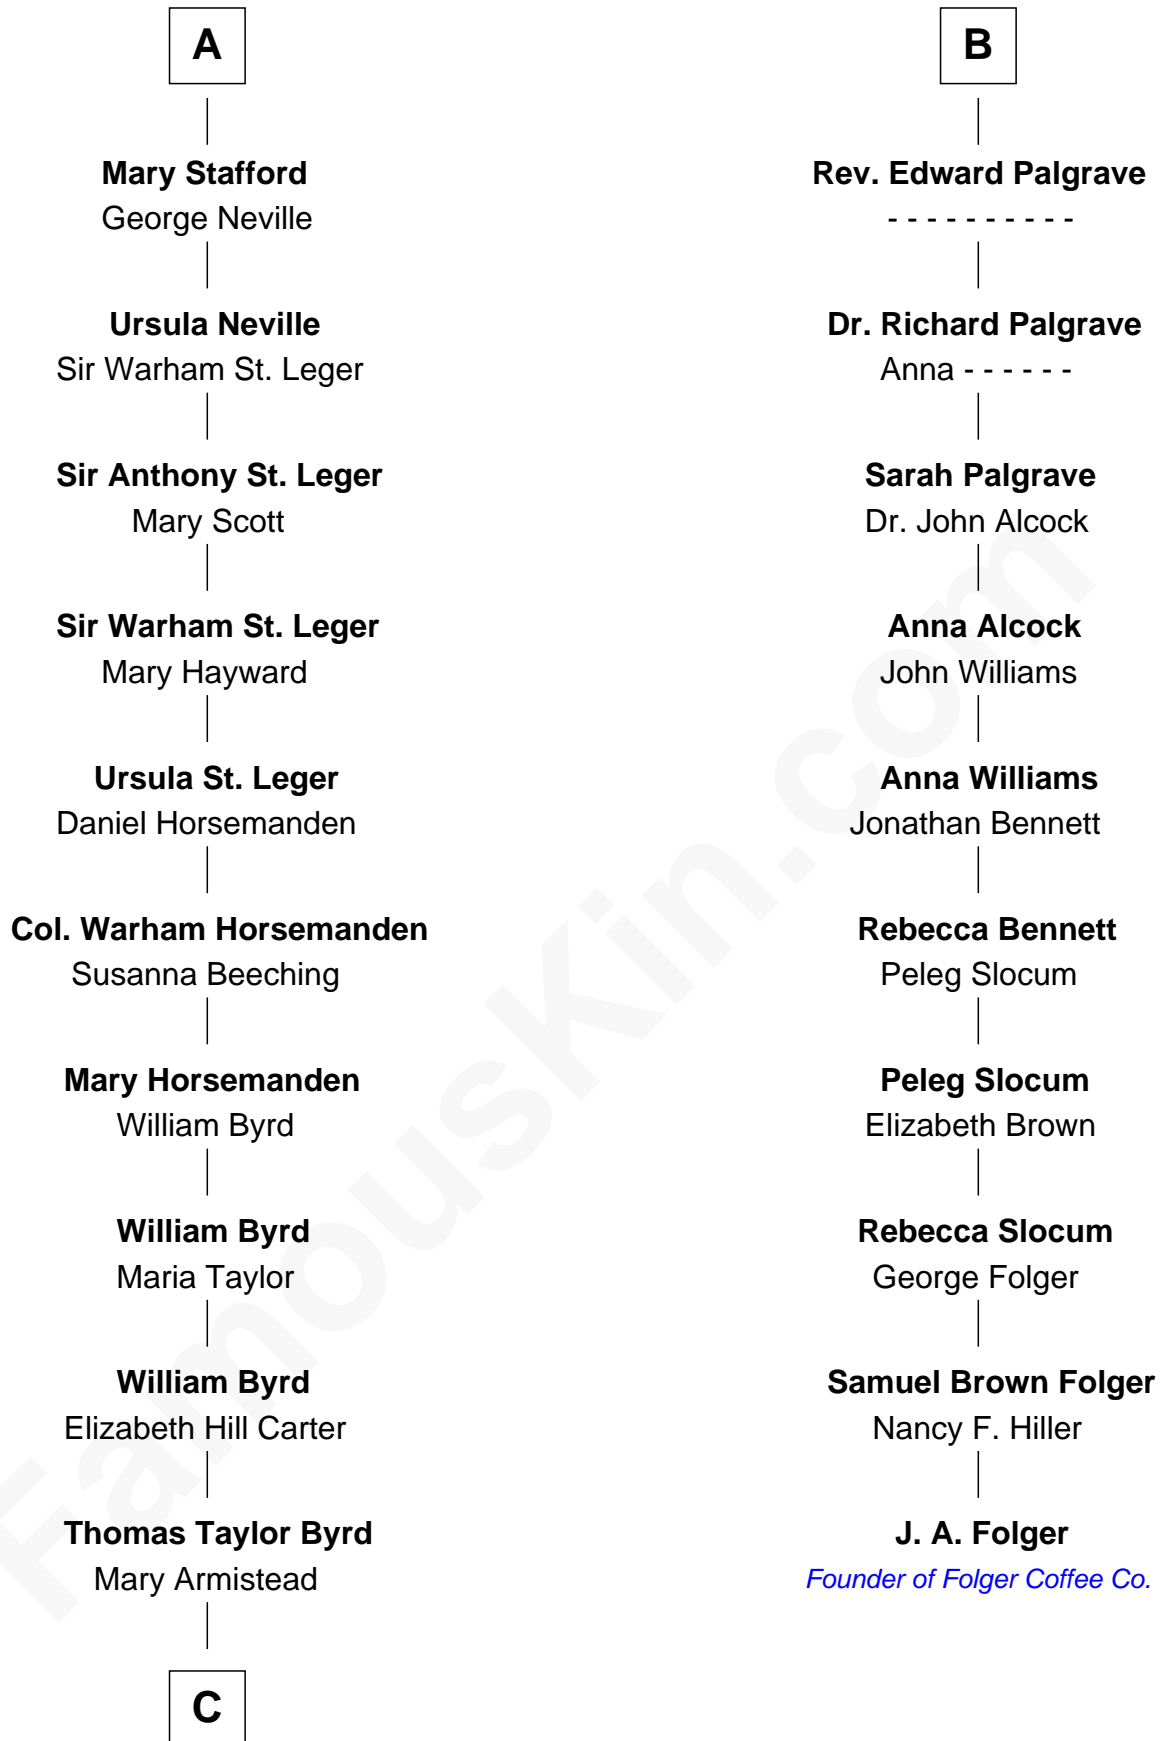 A
Mary Stafford
George Neville
Ursula Neville
Sir Warham St. Leger
Sir Anthony St. Leger
Mary Scott
Sir Warham St. Leger
Mary Hayward
Ursula St. Leger
Daniel Horsemanden
Col. Warham Horsemanden
Susanna Beeching
Mary Horsemanden
William Byrd
William Byrd
Maria Taylor
William Byrd
Elizabeth Hill Carter
Thomas Taylor Byrd
Mary Armistead
C
B
Rev. Edward Palgrave
- - - - - - - - - -
Dr. Richard Palgrave
Anna - - - - - -
Sarah Palgrave
Dr. John Alcock
Anna Alcock
John Williams
Anna Williams
Jonathan Bennett
Rebecca Bennett
Peleg Slocum
Peleg Slocum
Elizabeth Brown
Rebecca Slocum
George Folger
Samuel Brown Folger
Nancy F. Hiller
J. A. Folger
Founder of Folger Coffee Co.
FamousKin.com